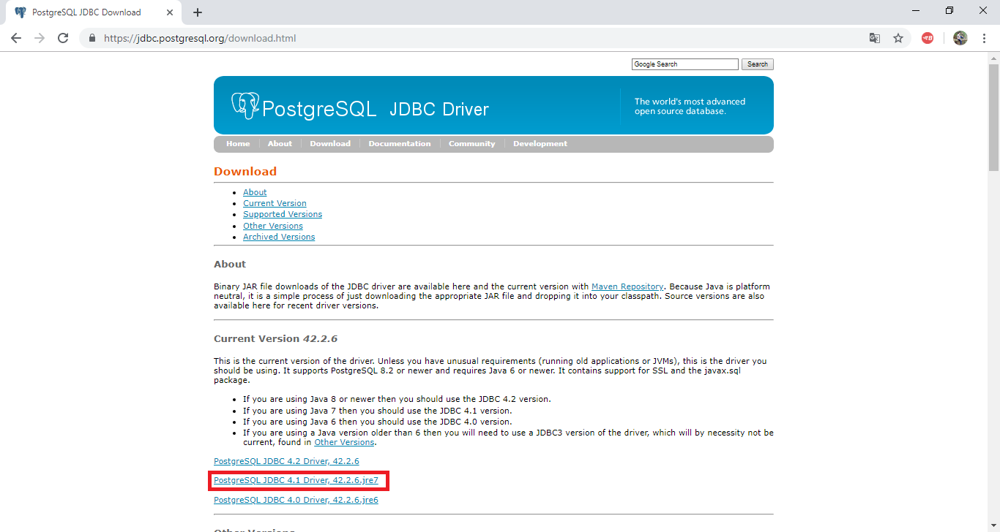 PostgreSQL JDBC Download
https://jdbc.postgresql.org/download.html
Google Search Search
PostgreSQL JDBC Driver
The world's most advanced
open source database.
Home About Download Documentation Community Development
Download
About
Current Version
Supported Versions
Other Versions
Archived Versions
About
Binary JAR file downloads of the JDBC driver are available here and the current version with Maven Repository. Because Java is platform
neutral, it is a simple process of just downloading the appropriate JAR file and dropping it into your classpath. Source versions are also
available here for recent driver versions.
Current Version 42.2.6
This is the current version of the driver. Unless you have unusual requirements (running old applications or JVMs), this is the driver you
should be using. It supports PostgreSQL 8.2 or newer and requires Java 6 or newer. It contains support for SSL and the javax.sql
package.
If you are using Java 8 or newer then you should use the JDBC 4.2 version.
If you are using Java 7 then you should use the JDBC 4.1 version.
If you are using Java 6 then you should use the JDBC 4.0 version.
If you are using a Java version older than 6 then you will need to use a JDBC3 version of the driver, which will by necessity not be
current, found in Other Versions.
PostgreSQL JDBC 4.2 Driver, 42.2.6
PostgreSQL JDBC 4.1 Driver, 42.2.6.jre7
PostgreSQL JDBC 4.0 Driver, 42.2.6.jre6
Other Versions